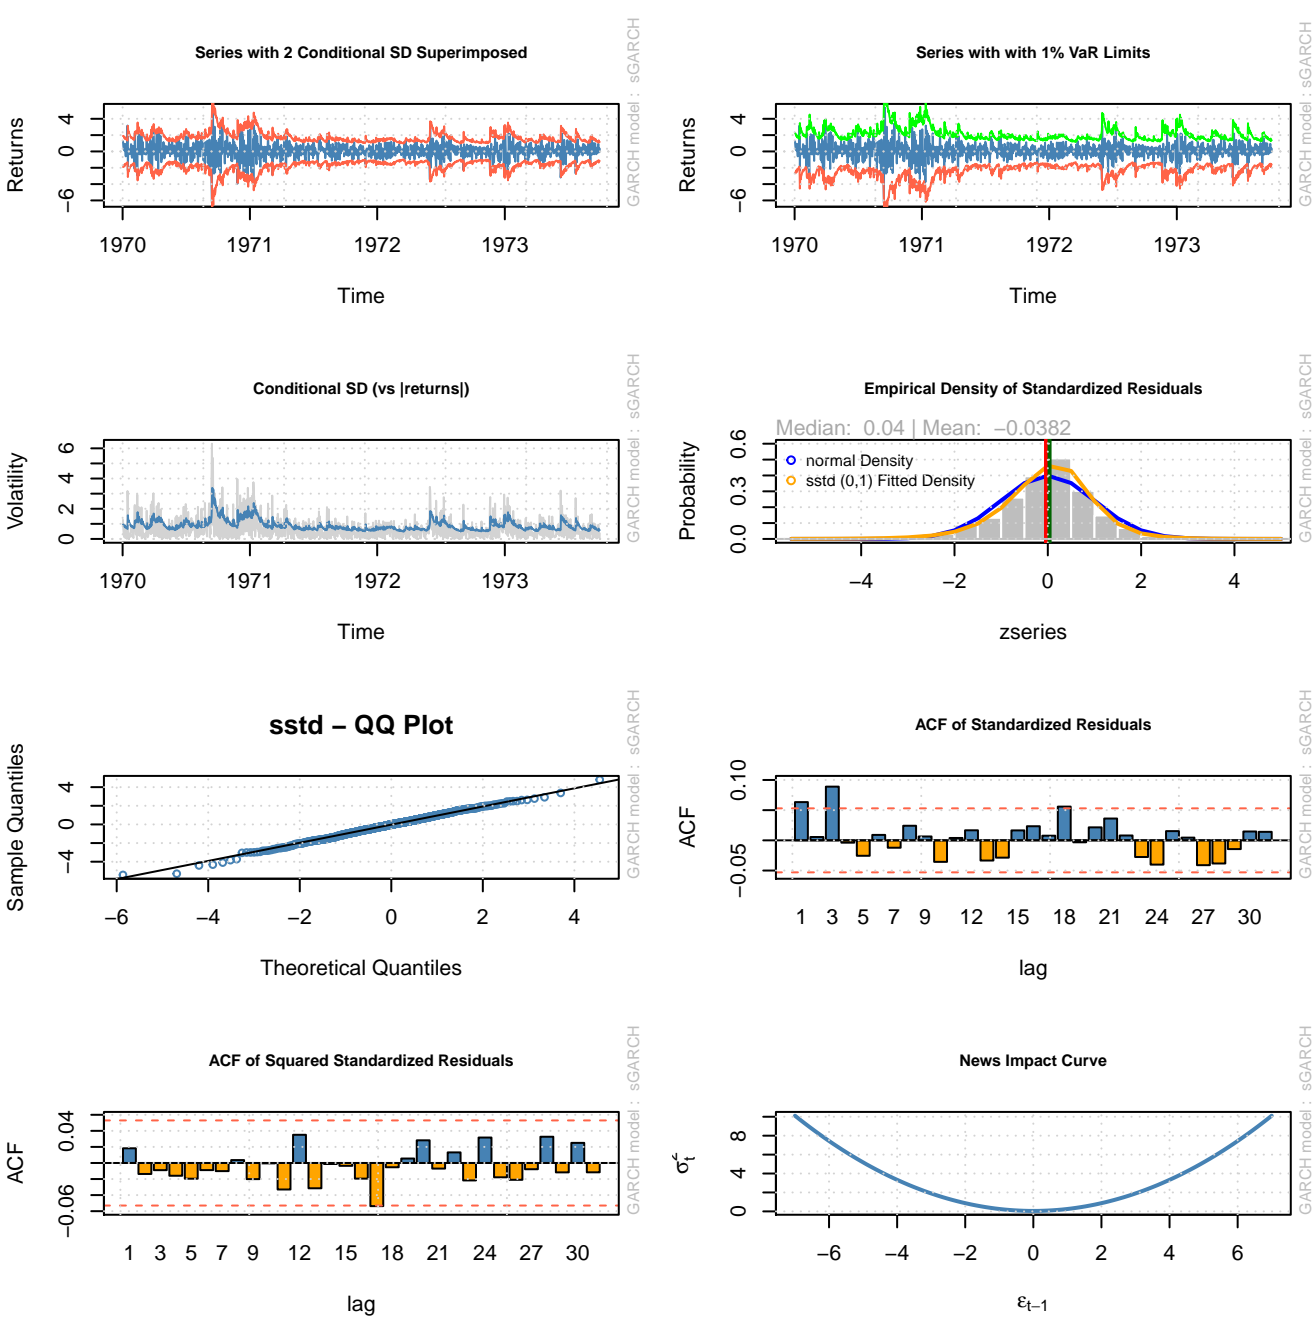 Series with 2 Conditional SD Superimposed
GARCH model : sGARCH
Returns
4
0
−6
1970 1971 1972 1973
Time
Series with with 1% VaR Limits
GARCH model : sGARCH
Returns
4
0
−6
1970 1971 1972 1973
Time
Conditional SD (vs |returns|)
GARCH model : sGARCH
Volatility
6
4
2
0
1970 1971 1972 1973
Time
Empirical Density of Standardized Residuals
GARCH model : sGARCH
Median: 0.04 | Mean: −0.0382
Probability
0.6
0.3
0.0
normal Density
sstd (0,1) Fitted Density
−4 −2 0 2 4
zseries
sstd − QQ Plot
GARCH model : sGARCH
Sample Quantiles
4
0
−4
−6 −4 −2 0 2 4
Theoretical Quantiles
ACF of Standardized Residuals
GARCH model : sGARCH
ACF
0.10
−0.05
1 3 5 7 9 12 15 18 21 24 27 30
lag
ACF of Squared Standardized Residuals
GARCH model : sGARCH
ACF
0.04
−0.06
1 3 5 7 9 12 15 18 21 24 27 30
lag
News Impact Curve
GARCH model : sGARCH
σt2
8
4
0
−6 −4 −2 0 2 4 6
εt−1